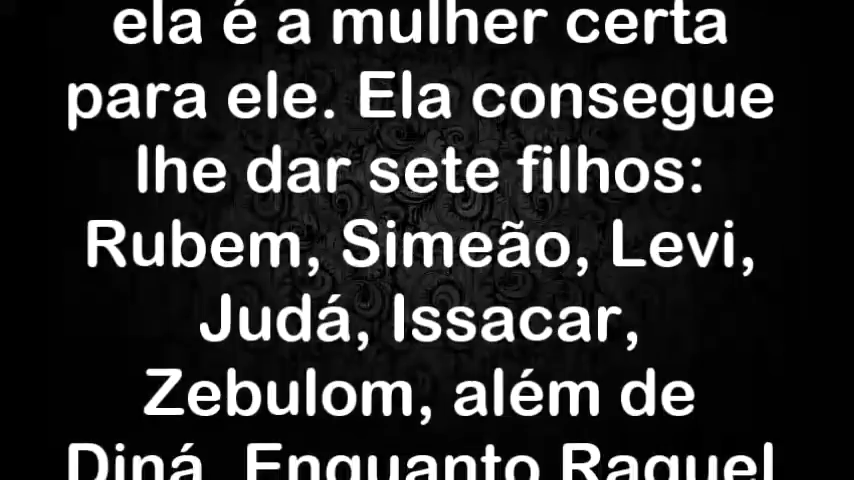 ela é a mulher certa
para ele. Ela consegue
lhe dar sete filhos:
Rubem, Simeão, Levi,
Judá, Issacar,
Zebulom, além de
Diná. Enquanto Raquel